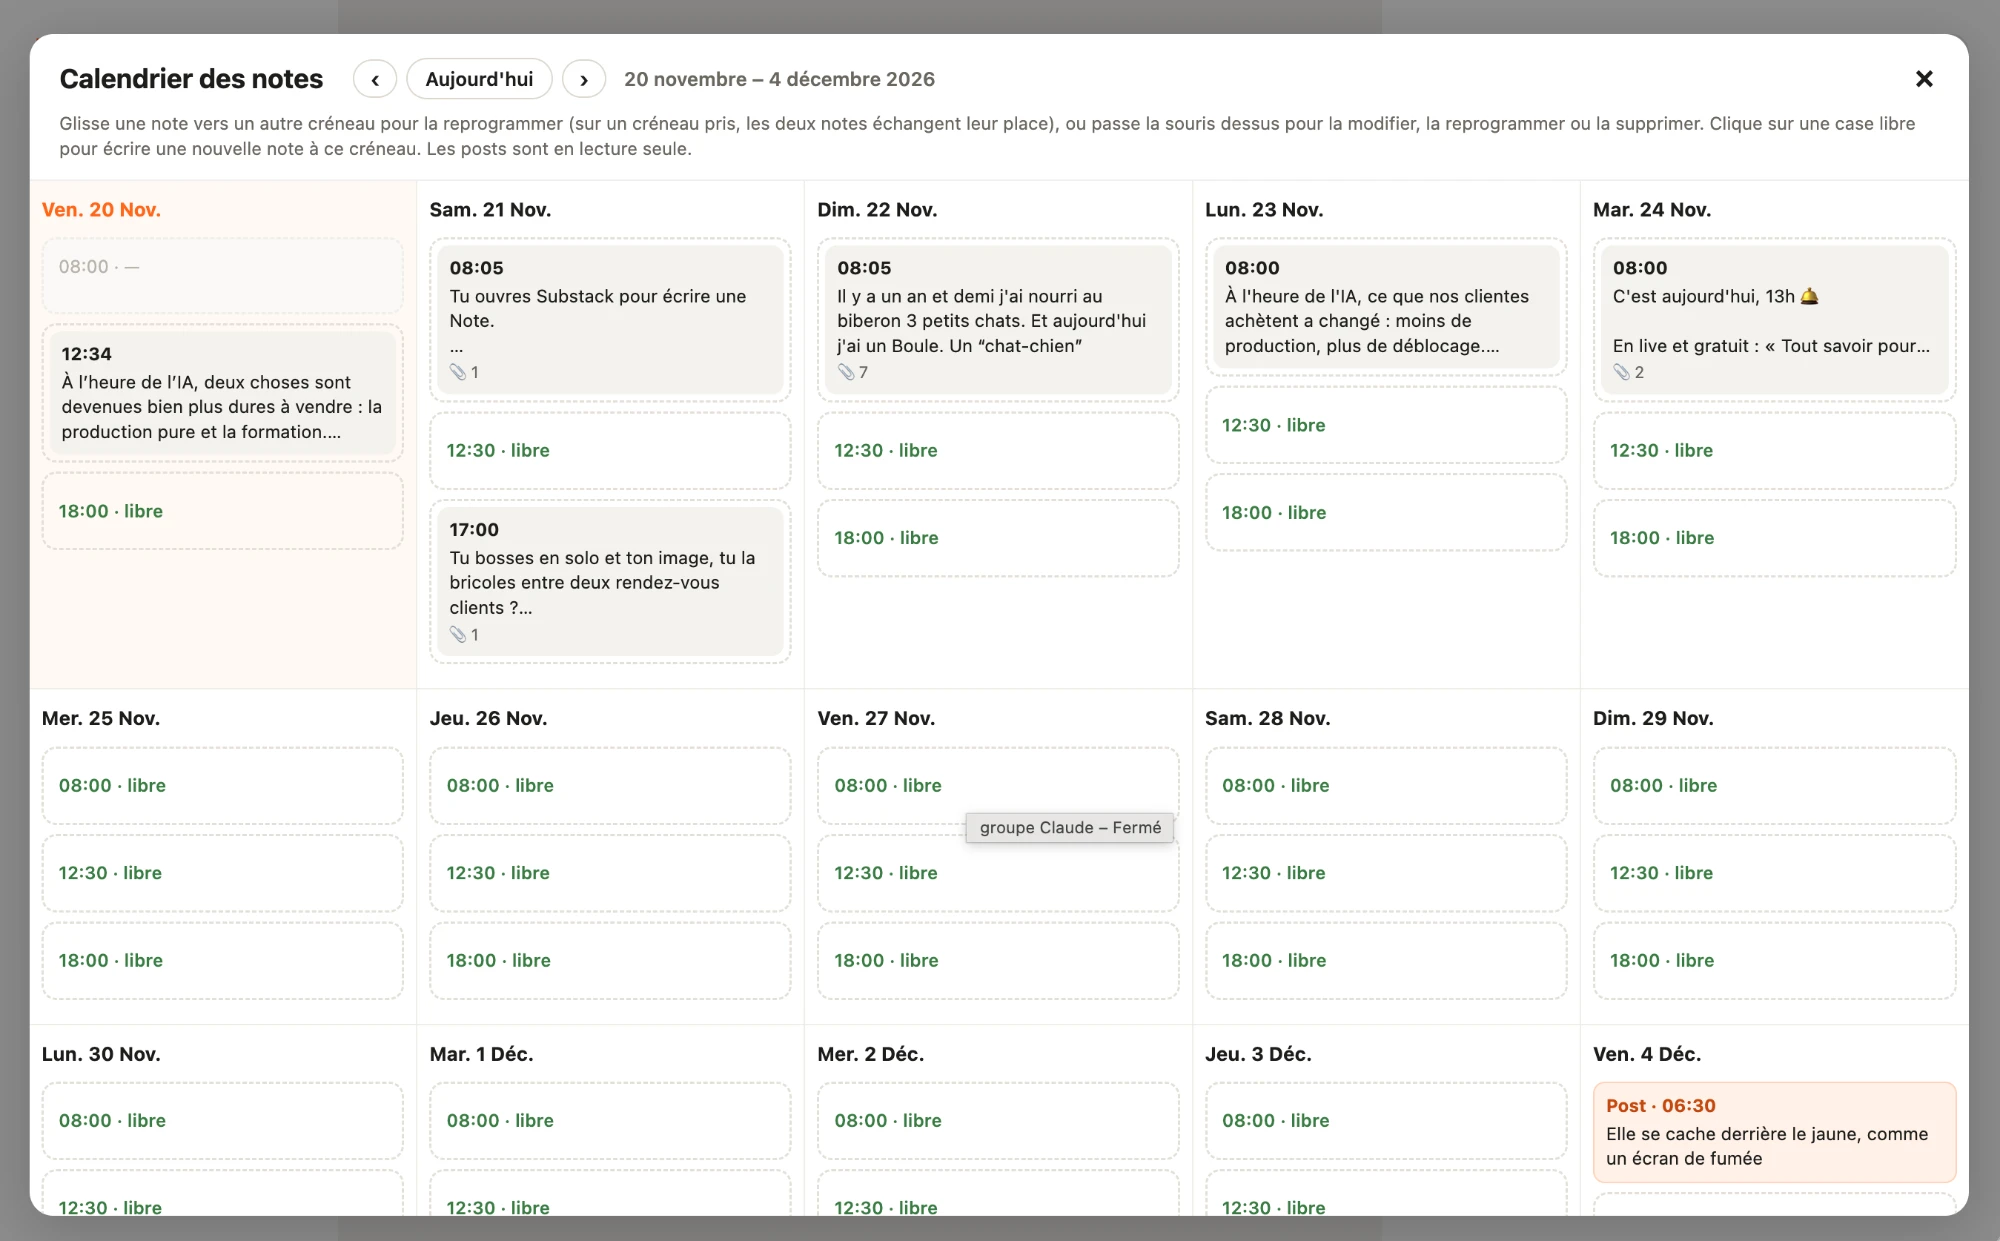 Calendrier des notes
‹
Aujourd'hui
›
20 novembre – 4 décembre 2026
✕
Glisse une note vers un autre créneau pour la reprogrammer (sur un créneau pris, les deux notes échangent leur place), ou passe la souris dessus pour la modifier, la reprogrammer ou la supprimer. Clique sur une case libre
pour écrire une nouvelle note à ce créneau. Les posts sont en lecture seule.
Ven. 20 Nov.
08:00 · —
12:34
À l’heure de l’IA, deux choses sont
devenues bien plus dures à vendre : la
production pure et la formation....
18:00 · libre
Sam. 21 Nov.
08:05
Tu ouvres Substack pour écrire une
Note.
...
📎 1
12:30 · libre
17:00
Tu bosses en solo et ton image, tu la
bricoles entre deux rendez-vous
clients ?...
📎 1
Dim. 22 Nov.
08:05
Il y a un an et demi j'ai nourri au
biberon 3 petits chats. Et aujourd'hui
j'ai un Boule. Un “chat-chien”
📎 7
12:30 · libre
18:00 · libre
Lun. 23 Nov.
08:00
À l'heure de l'IA, ce que nos clientes
achètent a changé : moins de
production, plus de déblocage....
12:30 · libre
18:00 · libre
Mar. 24 Nov.
08:00
C'est aujourd'hui, 13h 🛎️
En live et gratuit : « Tout savoir pour...
📎 2
12:30 · libre
18:00 · libre
Mer. 25 Nov.
08:00 · libre
12:30 · libre
18:00 · libre
Jeu. 26 Nov.
08:00 · libre
12:30 · libre
18:00 · libre
Ven. 27 Nov.
08:00 · libre
groupe Claude – Fermé
12:30 · libre
18:00 · libre
Sam. 28 Nov.
08:00 · libre
12:30 · libre
18:00 · libre
Dim. 29 Nov.
08:00 · libre
12:30 · libre
18:00 · libre
Lun. 30 Nov.
08:00 · libre
12:30 · libre
Mar. 1 Déc.
08:00 · libre
12:30 · libre
Mer. 2 Déc.
08:00 · libre
12:30 · libre
Jeu. 3 Déc.
08:00 · libre
12:30 · libre
Ven. 4 Déc.
Post · 06:30
Elle se cache derrière le jaune, comme
un écran de fumée